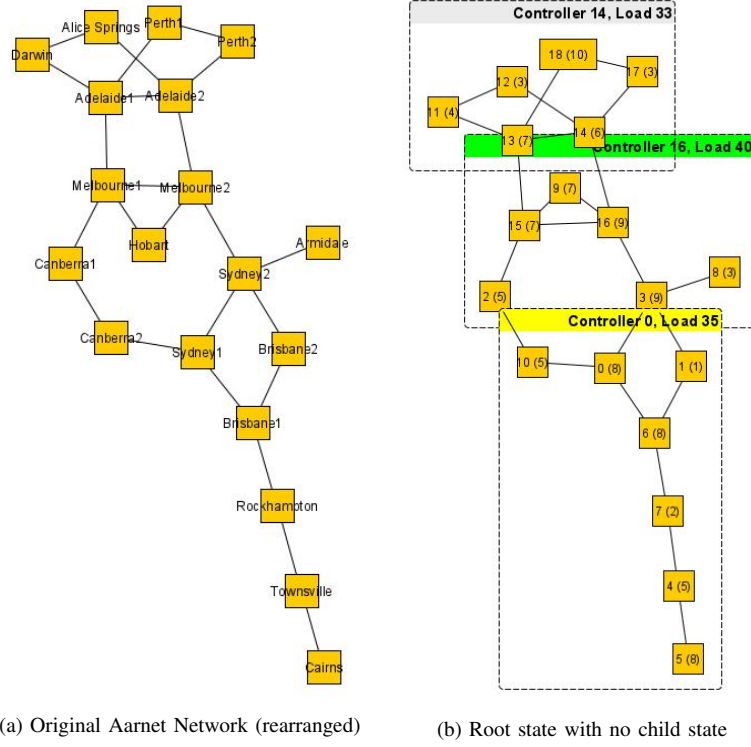 Alice Springs
Perth1
Darwin
Perth2
Adelaide1
Adelaide2
Melbourne1
Melbourne2
Hobart
Armidale
Canberra1
Sydney2
Canberra2
Sydney1
Brisbane2
Brisbane1
Rockhampton
Townsville
Cairns
(a) Original Aarnet Network (rearranged)
Controller 14, Load 33
18 (10)
17 (3)
12 (3)
11 (4)
13 (7)
14 (6)
Controller 16, Load 40
9 (7)
15 (7)
16 (9)
8 (3)
2 (5)
3 (9)
Controller 0, Load 35
10 (5)
0 (8)
1 (1)
6 (8)
7 (2)
4 (5)
5 (8)
(b) Root state with no child state